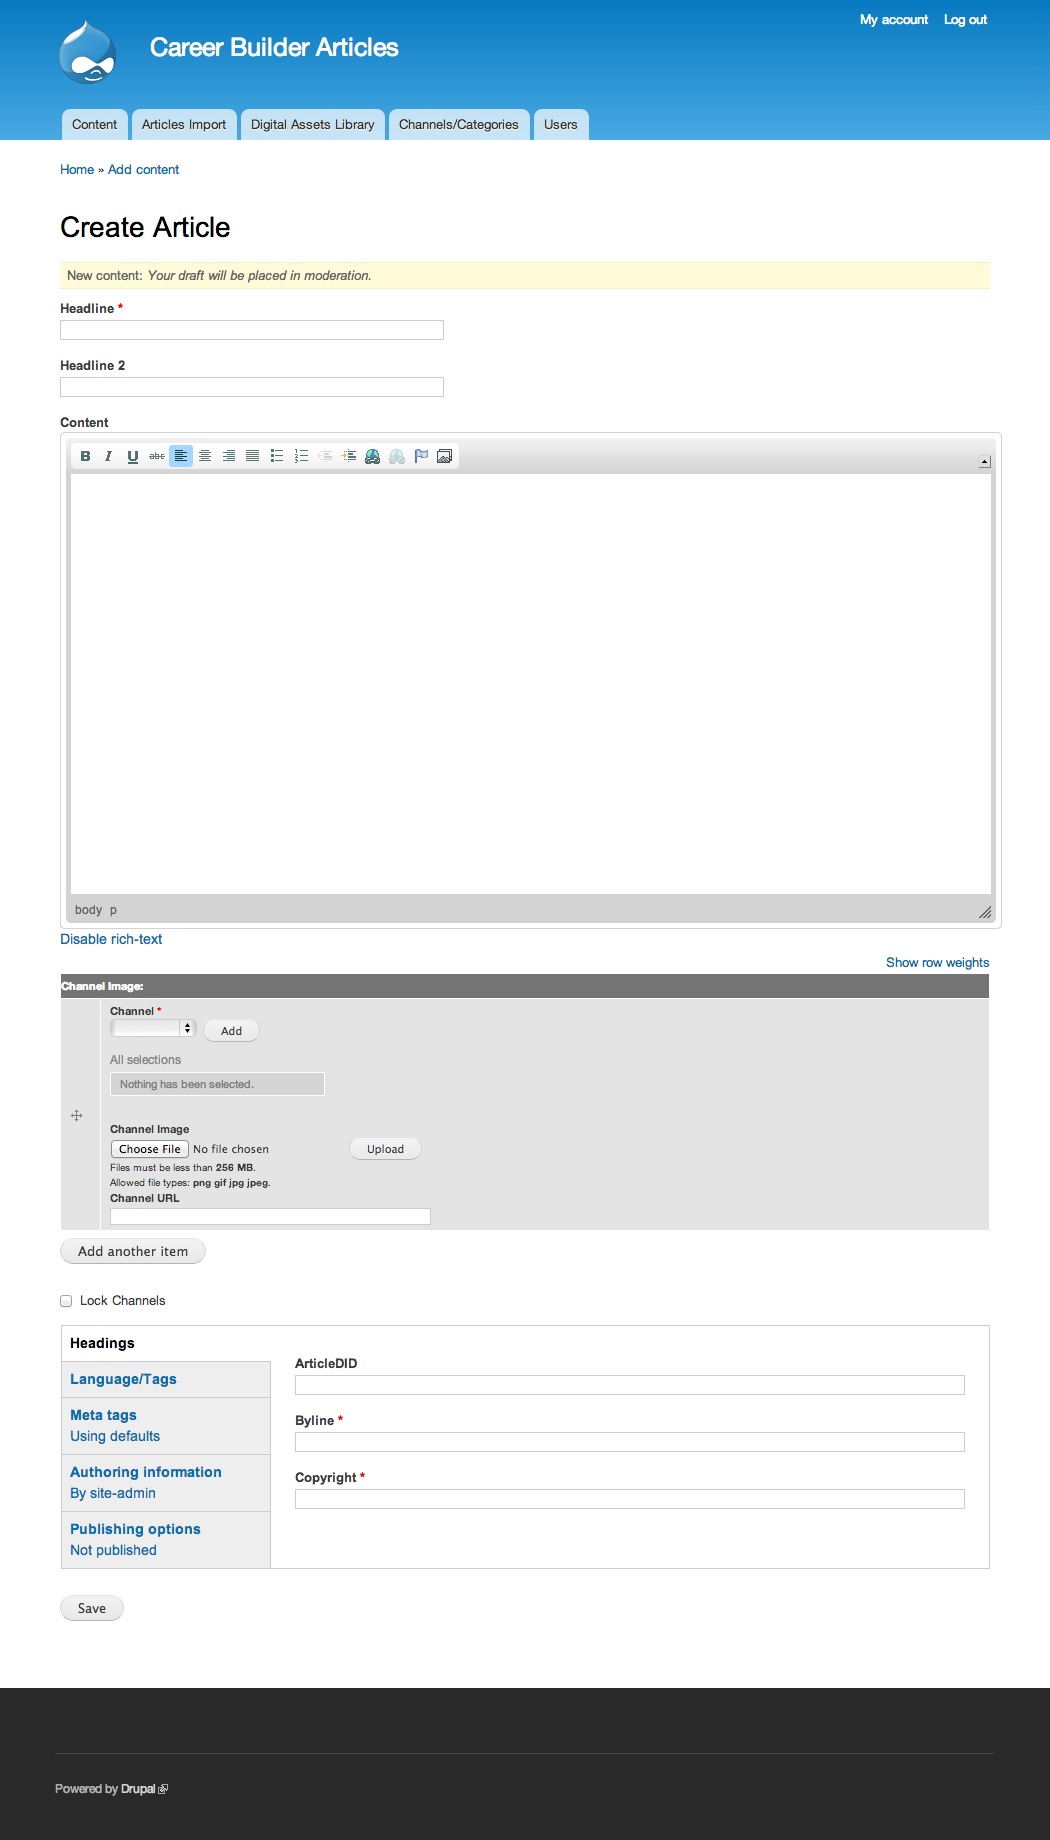 My account Log out
Career Builder Articles
Content Articles Import Digital Assets Library Channels/Categories Users
Home » Add content
Create Article
New content: Your draft will be placed in moderation.
Headline *
Headline 2
Content
B I U abc
body p
Disable rich-text
Show row weights
Channel Image:
Channel *
Add
All selections
Nothing has been selected.
Channel Image
Choose File No file chosen Upload
Files must be less than 256 MB.
Allowed file types: png gif jpg jpeg.
Channel URL
Add another item
Lock Channels
Headings
ArticleDID
Language/Tags
Meta tags
Byline *
Using defaults
Authoring information
Copyright *
By site-admin
Publishing options
Not published
Save
Powered by Drupal